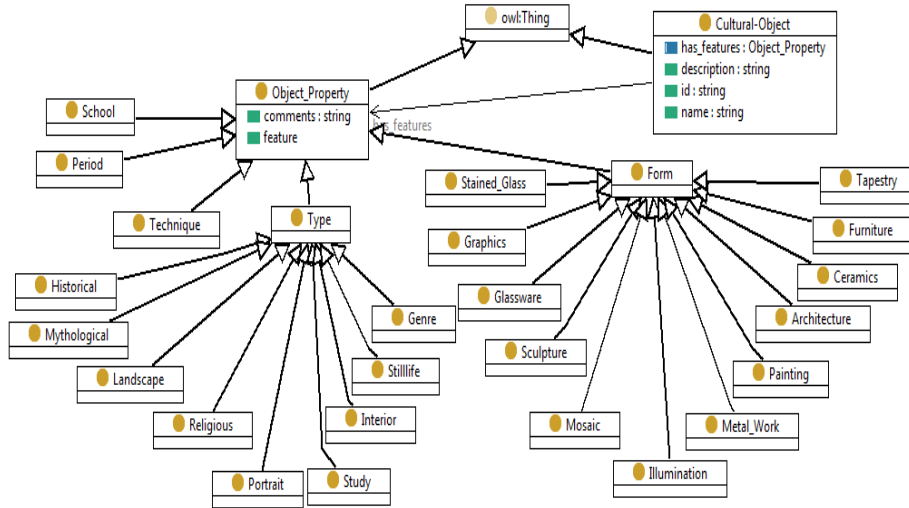 owl:Thing
Cultural-Object
has_features : Object_Property
description : string
id : string
name : string
Object_Property
comments : string
feature
has_features
School
Period
Technique
Type
Form
Stained_Glass
Tapestry
Graphics
Furniture
Historical
Glassware
Ceramics
Mythological
Genre
Architecture
Landscape
Stilllife
Sculpture
Painting
Religious
Interior
Mosaic
Metal_Work
Portrait
Study
Illumination